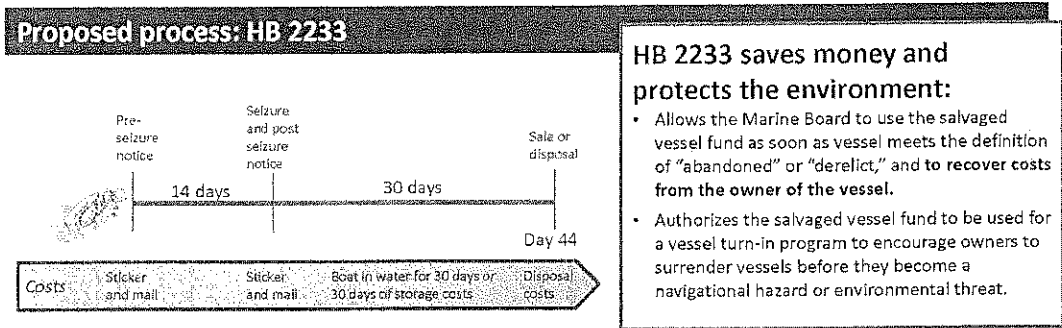 Proposed process: HB 2233
Pre-
seizure
notice
Seizure
and post
seizure
notice
Sale or
disposal
14 days
30 days
Day 44
Costs
Sticker
and mail
Sticker
and mail
Boat in water for 30 days or
30 days of storage costs
Disposal
costs
HB 2233 saves money and
protects the environment:
• Allows the Marine Board to use the salvaged
vessel fund as soon as vessel meets the definition
of "abandoned" or "derelict," and to recover costs
from the owner of the vessel.
• Authorizes the salvaged vessel fund to be used for
a vessel turn-in program to encourage owners to
surrender vessels before they become a
navigational hazard or environmental threat.